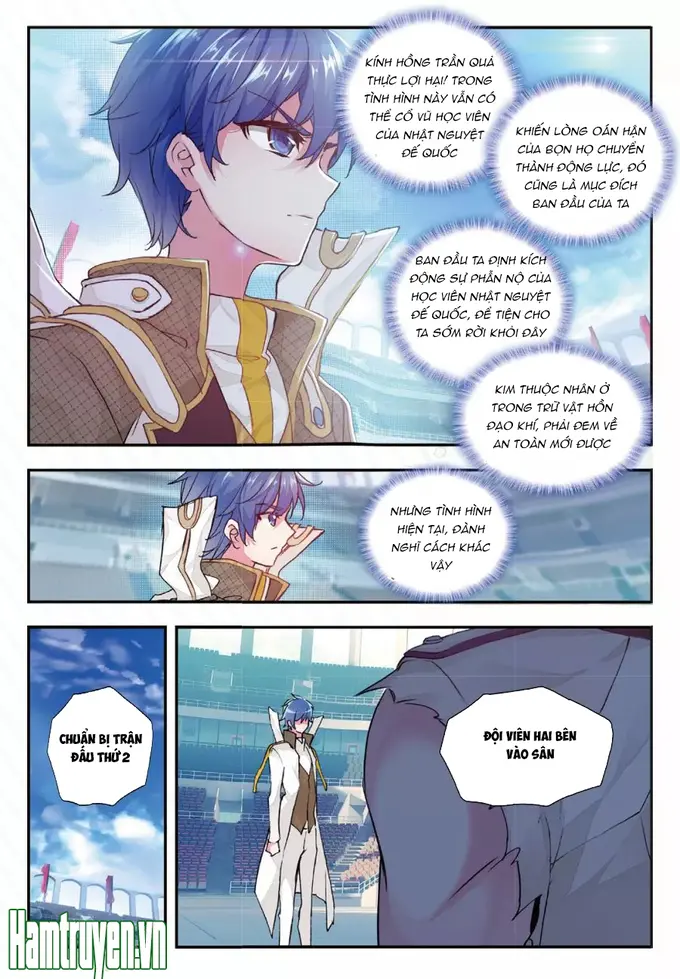 KÍNH HỒNG TRẦN QUẢ
THỰC LỢI HẠI! TRONG
TÌNH HÌNH NÀY VẪN CÓ
THỂ CỔ VŨ HỌC VIÊN
CỦA NHẬT NGUYỆT
ĐẾ QUỐC
KHIẾN LÒNG OÁN HẬN
CỦA BỌN HỌ CHUYỂN
THÀNH ĐỘNG LỰC, ĐÓ
CŨNG LÀ MỤC ĐÍCH
BAN ĐẦU CỦA TA
BAN ĐẦU TA ĐỊNH KÍCH
ĐỘNG SỰ PHẪN NỘ CỦA
HỌC VIÊN NHẬT NGUYỆT
ĐẾ QUỐC, ĐỂ TIỆN CHO
TA SỚM RỜI KHỎI ĐÂY
KIM THUỘC NHÂN Ở
TRONG TRỮ VẬT HỒN
ĐẠO KHÍ, PHẢI ĐEM VỀ
AN TOÀN MỚI ĐƯỢC
NHƯNG TÌNH HÌNH
HIỆN TẠI, ĐÀNH
NGHĨ CÁCH KHÁC
VẬY
CHUẨN BỊ TRẬN
ĐẤU THỨ 2
ĐỘI VIÊN HAI BÊN
VÀO SÂN
Hamtruyen.vn